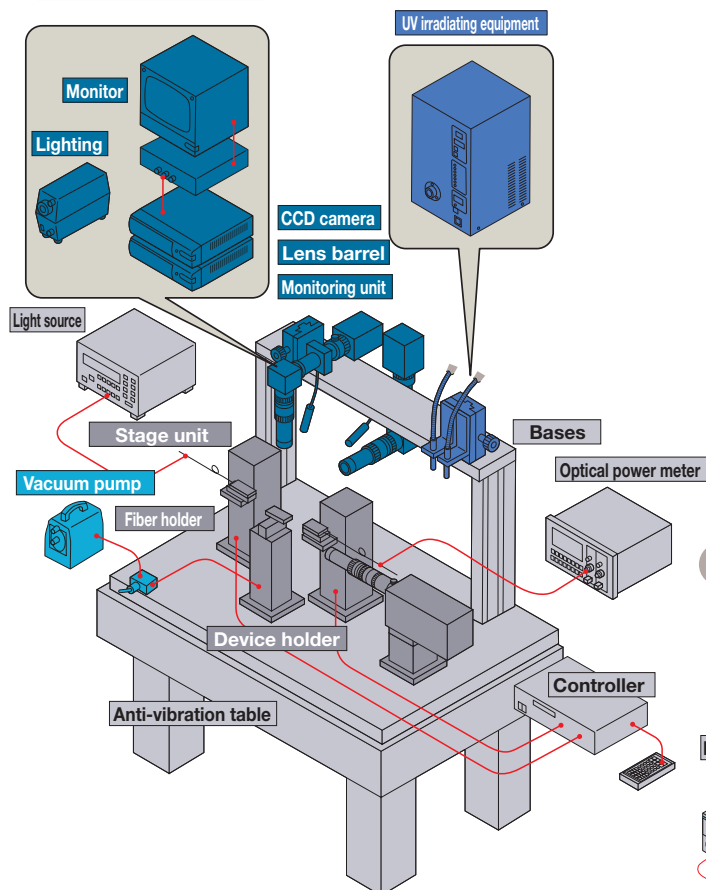 UV irradiating equipment
Monitor
Lighting
CCD camera
Lens barrel
Monitoring unit
Light source
Stage unit
Bases
Vacuum pump
Optical power meter
Fiber holder
Device holder
Controller
Anti-vibration table